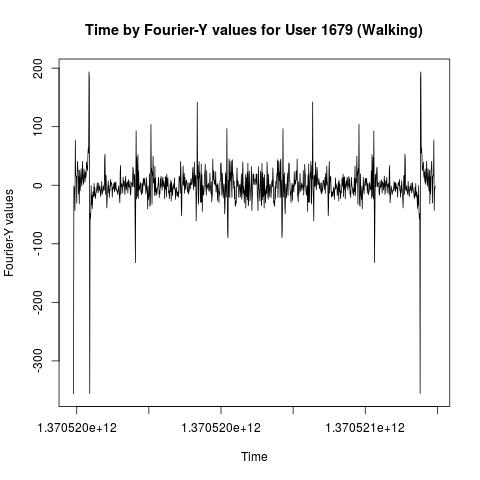 Time by Fourier-Y values for User 1679 (Walking)
200
100
0
-100
-200
-300
Fourier-Y values
1.370520e+12 1.370520e+12 1.370521e+12
Time